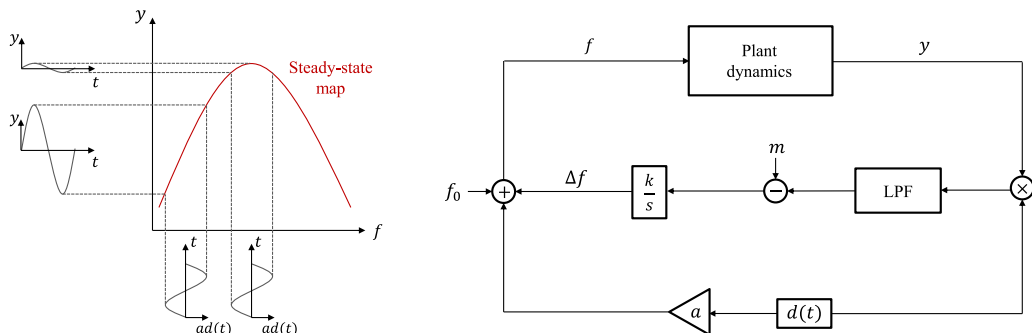 y
y
t
Steady-state
map
y
t
f
t
t
ad(t)
ad(t)
f
Plant
dynamics
y
m
f₀
+
Δf
k
s
−
LPF
×
a
d(t)